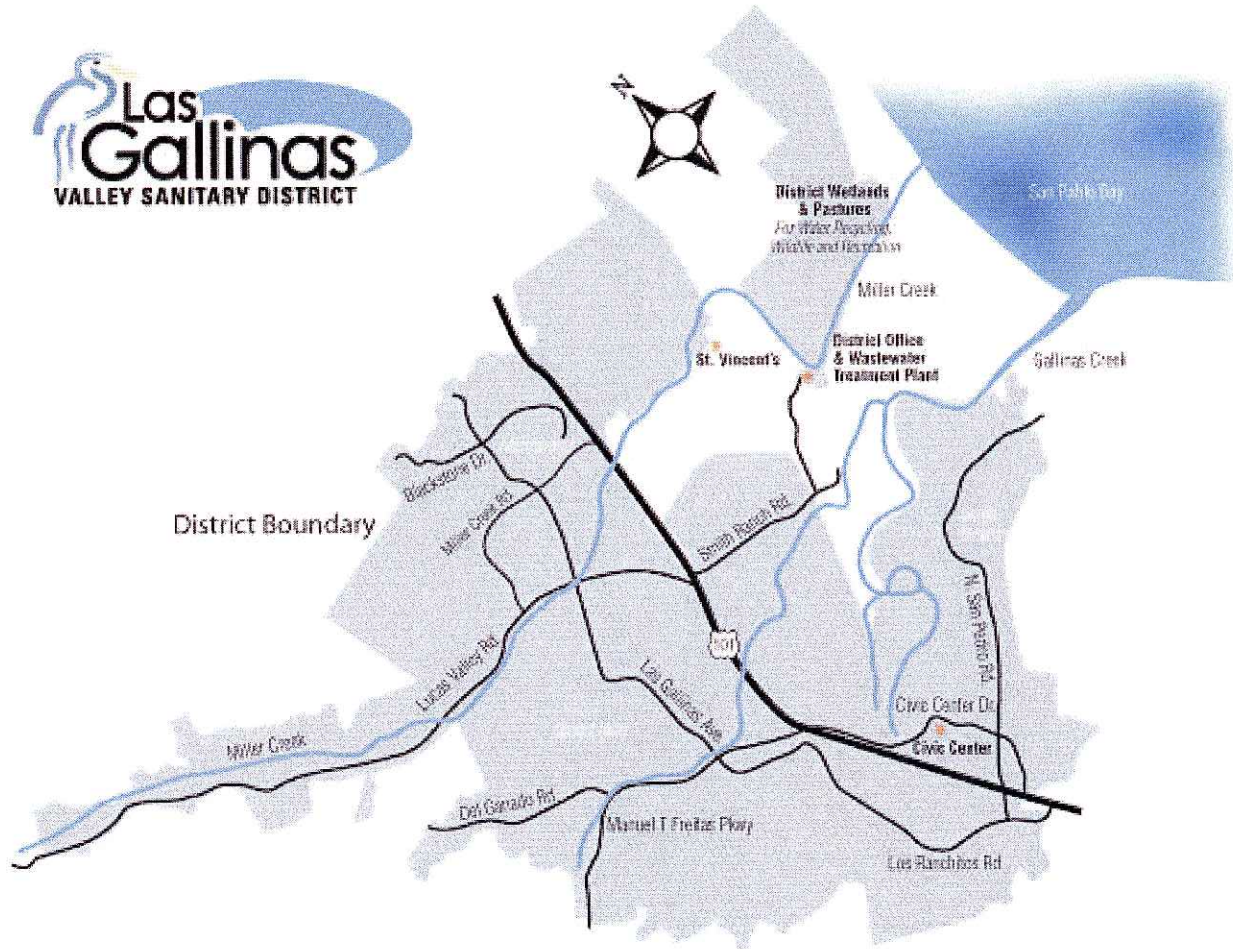 Las
Gallinas
VALLEY SANITARY DISTRICT
N
San Pablo Bay
District Wetlands
& Pastures
For Water Recycling,
Wildlife and Recreation
Miller Creek
St. Vincent's
District Office
& Wastewater
Treatment Plant
Gallinas Creek
Blackstone Dr
Miller Creek Rd
District Boundary
Smith Ranch Rd
N. San Pedro Rd
101
Lucas Valley Rd
Las Gallinas Ave
Civic Center Dr
Civic Center
Miller Creek
Del Ganado Rd
Manuel T Freitas Pkwy
Los Ranchitos Rd